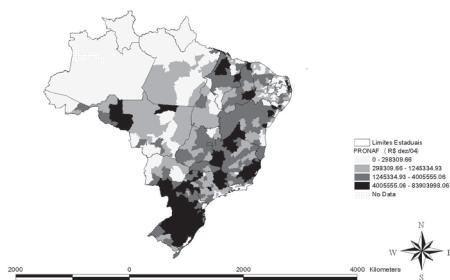 Limites Estaduais
PRONAF ( R$ dez/04)
0 - 298309.66
298309.66 - 1245334.93
1245334.93 - 4005555.06
4005555.06 - 83903998.06
No Data
N
W E
S
2000 0 2000 4000 Kilometers